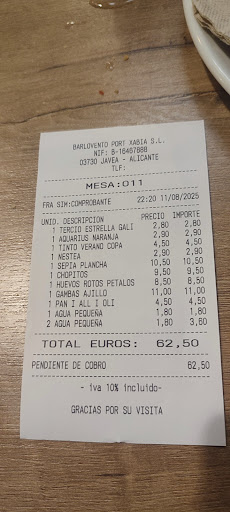 BARLOVENTO PORT XABIA S.L.
NIF: B-16467888
03730 JAVEA - ALICANTE
TLF:
MESA:011
FRA SIM:COMPROBANTE 22:20 11/08/2025
UNID. DESCRIPCION PRECIO IMPORTE
1 TERCIO ESTRELLA GALI 2,80 2,80
1 AQUARIUS NARANJA 2,90 2,90
1 TINTO VERANO COPA 4,50 4,50
1 NESTEA 2,90 2,90
1 SEPIA PLANCHA 10,50 10,50
1 CHOPITOS 9,50 9,50
1 HUEVOS ROTOS PETALOS 8,50 8,50
1 GAMBAS AJILLO 11,00 11,00
1 PAN I ALL I OLI 4,50 4,50
1 AGUA PEQUEÑA 1,80 1,80
2 AGUA PEQUEÑA 1,80 3,60
TOTAL EUROS: 62,50
PENDIENTE DE COBRO 62,50
- iva 10% incluido-
GRACIAS POR SU VISITA